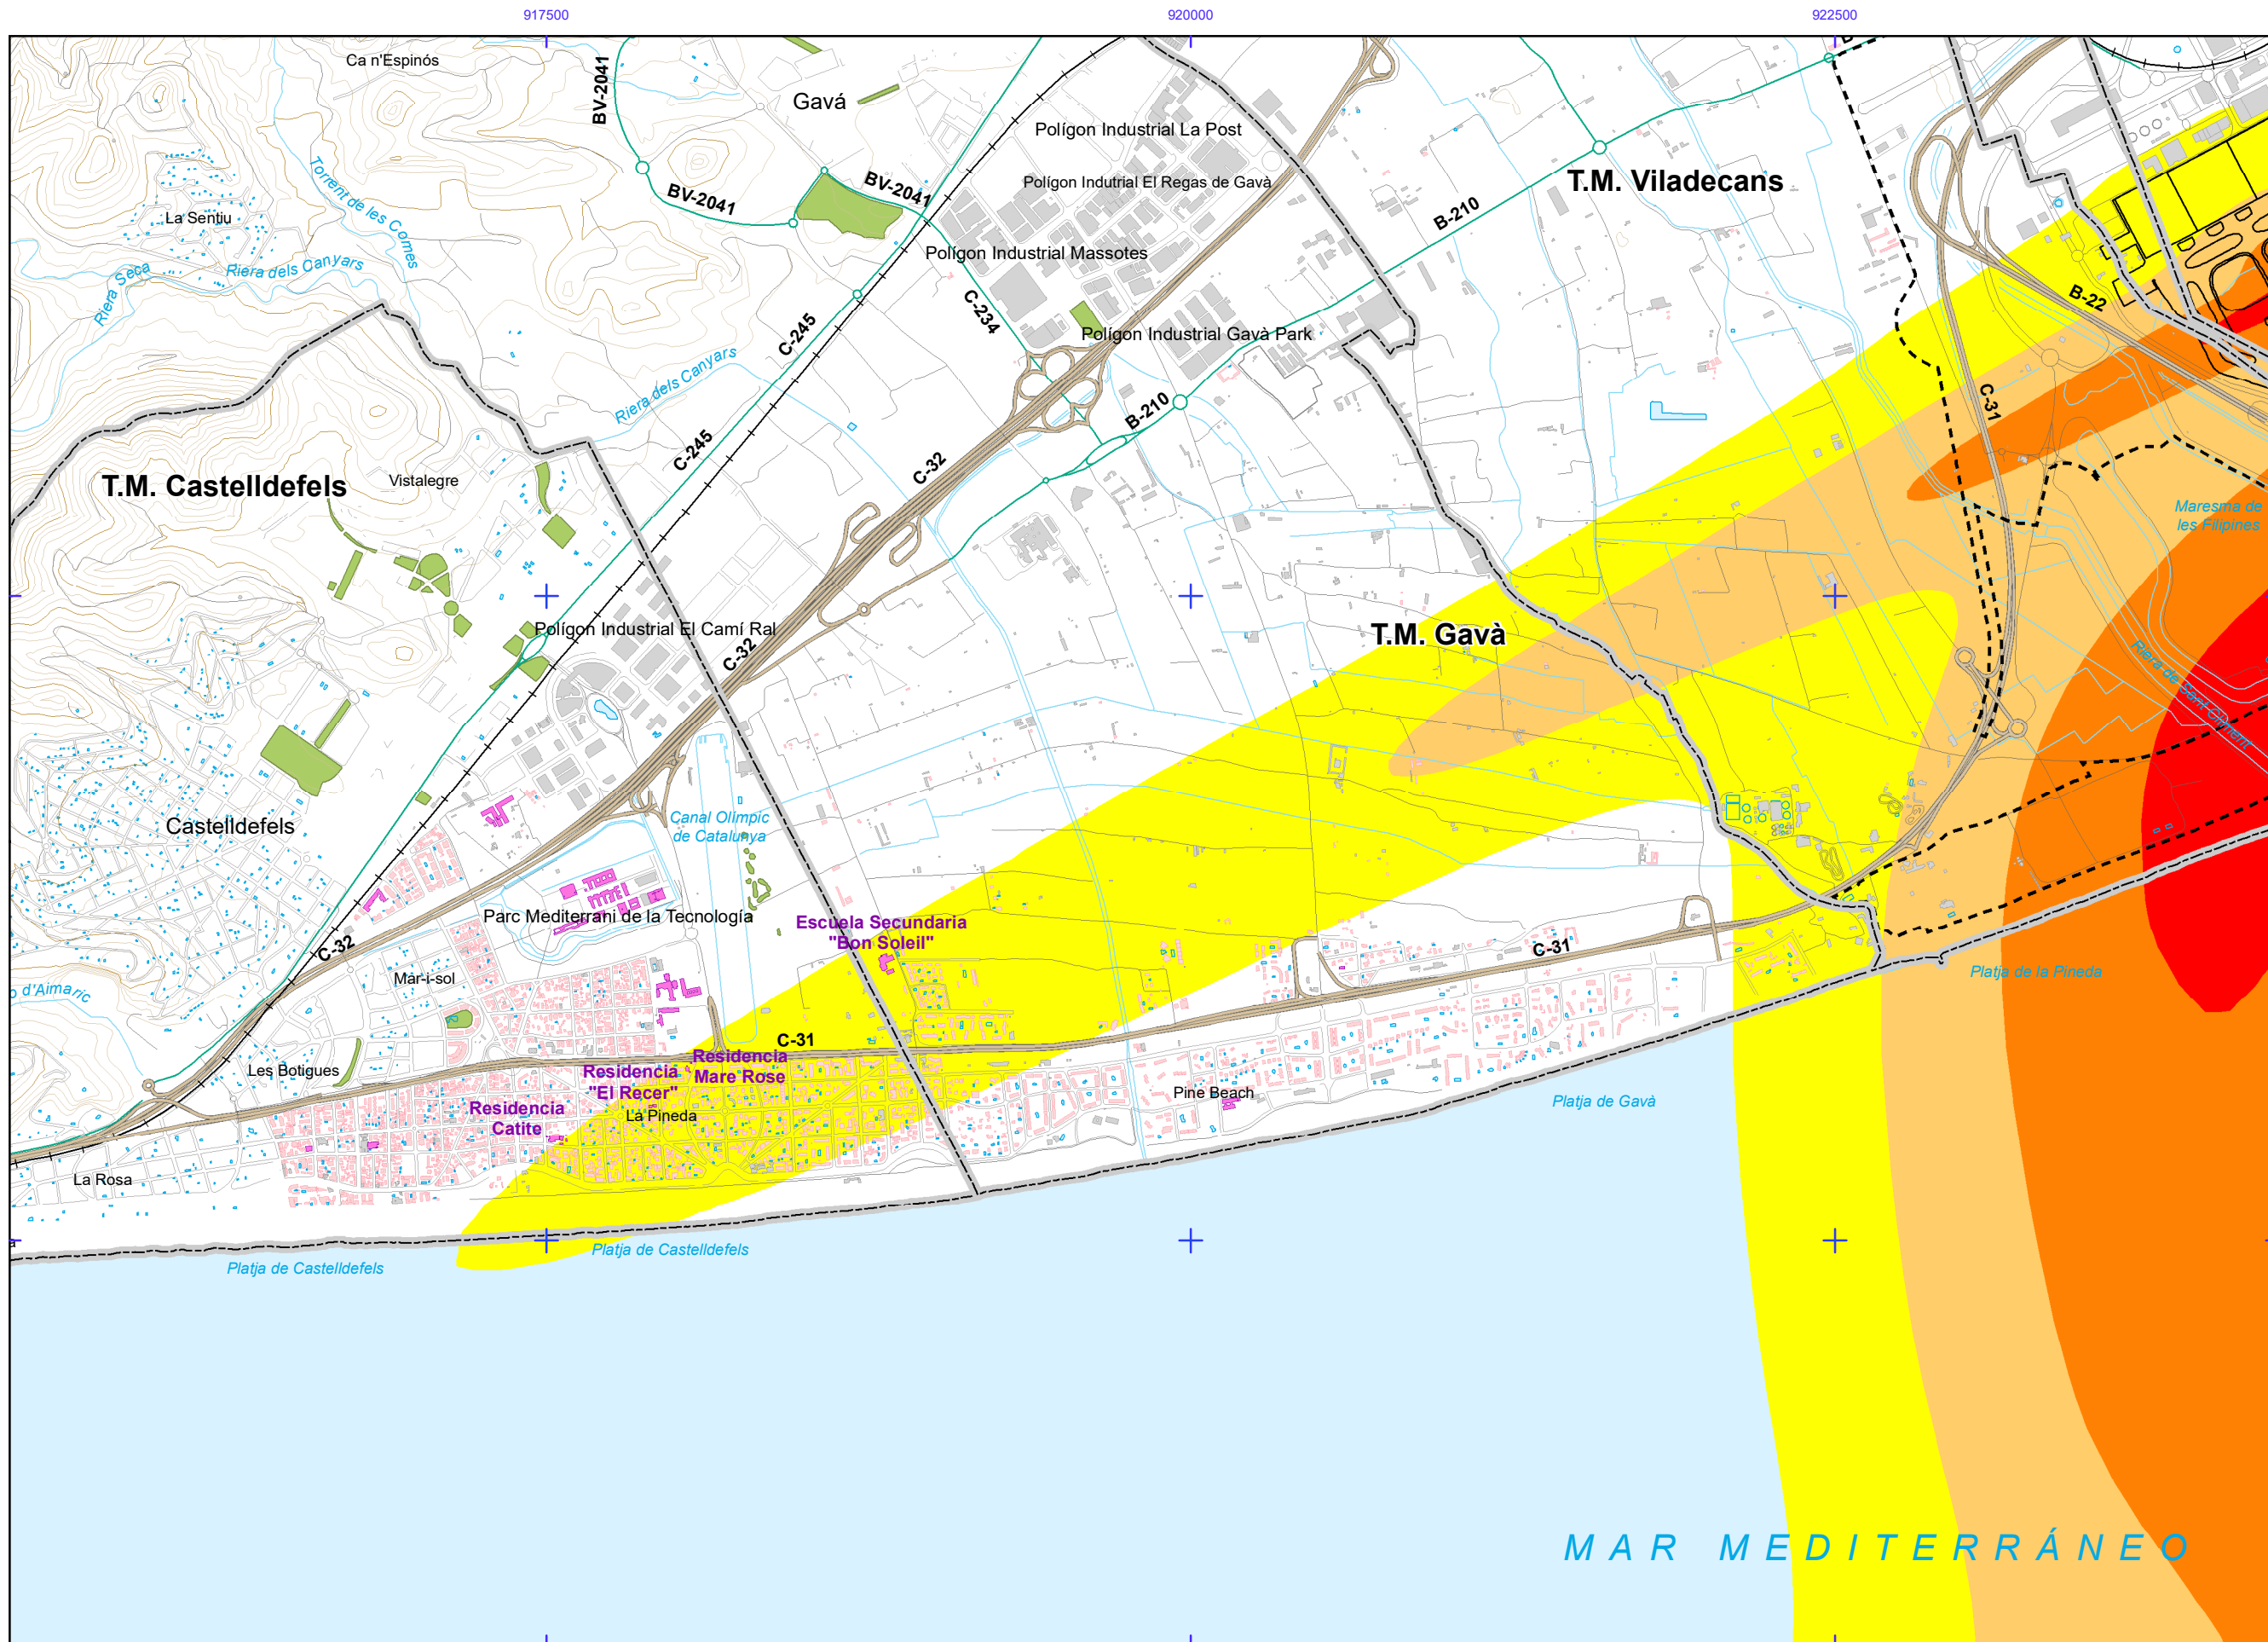 917500
920000
922500
Ca n'Espinós
BV-2041
Gavá
Polígon Industrial La Post
Polígon Indutrial El Regas de Gavà
T.M. Viladecans
BV-2041
BV-2041
B-210
La Sentiu
Torrent de les Comes
Riera Seca
Riera dels Canyars
Polígon Industrial Massotes
C-234
B-22
C-245
Polígon Industrial Gavà Park
Riera dels Canyars
C-31
B-210
C-245
C-32
T.M. Castelldefels
Vistalegre
Maresma de
les Filipines
Polígon Industrial El Camí Ral
C-32
T.M. Gavà
Riera de Sant Climent
Castelldefels
Canal Olímpic
de Catalunya
Parc Mediterrani de la Tecnología
Escuela Secundaria
"Bon Soleil"
C-32
C-31
Mar-i-sol
Platja de la Pineda
o d'Aimaric
C-31
Les Botigues
Residencia
Mare Rose
Residencia
"El Recer"
Pine Beach
Platja de Gavà
Residencia
Catite
La Pineda
La Rosa
a
Platja de Castelldefels
Platja de Castelldefels
MAR MEDITERRÁNEO